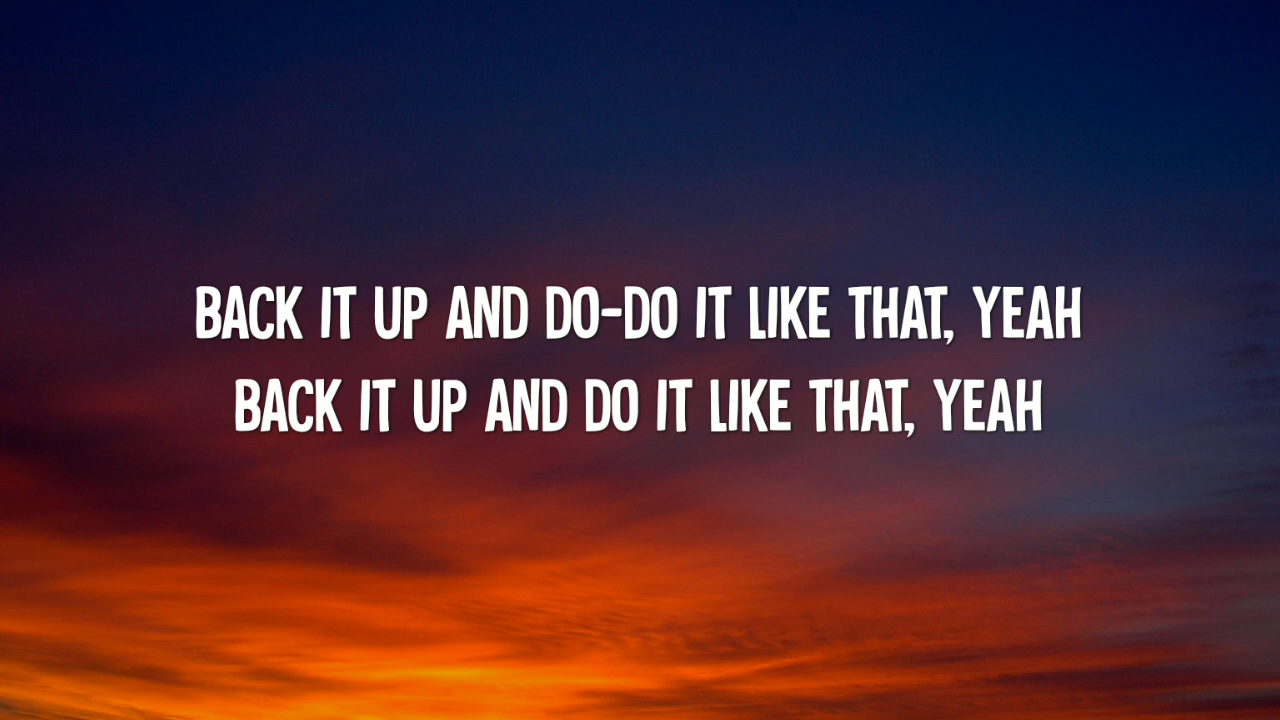 BACK IT UP AND DO-DO IT LIKE THAT, YEAH
BACK IT UP AND DO IT LIKE THAT, YEAH